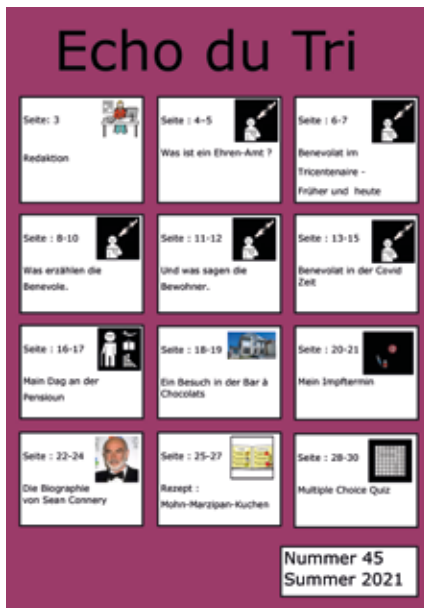 Echo du Tri
Seite: 3
Redaktion
Seite : 4-5
Was ist ein Ehren-Amt ?
Seite : 6-7
Benevolat im
Tricentenaire -
Früher und heute
Seite : 8-10
Was erzählen die
Benevole.
Seite : 11-12
Und was sagen die
Bewohner.
Seite : 13-15
Benevolat in der Covid
Zeit
Seite : 16-17
Main Dag an der
Pensioun
Seite : 18-19
Ein Besuch in der Bar à
Chocolats
Seite : 20-21
Mein Impftermin
Seite : 22-24
Die Biographie
von Sean Connery
Seite : 25-27
Rezept :
Mohn-Marzipan-Kuchen
Seite : 28-30
Multiple Choice Quiz
Nummer 45
Summer 2021